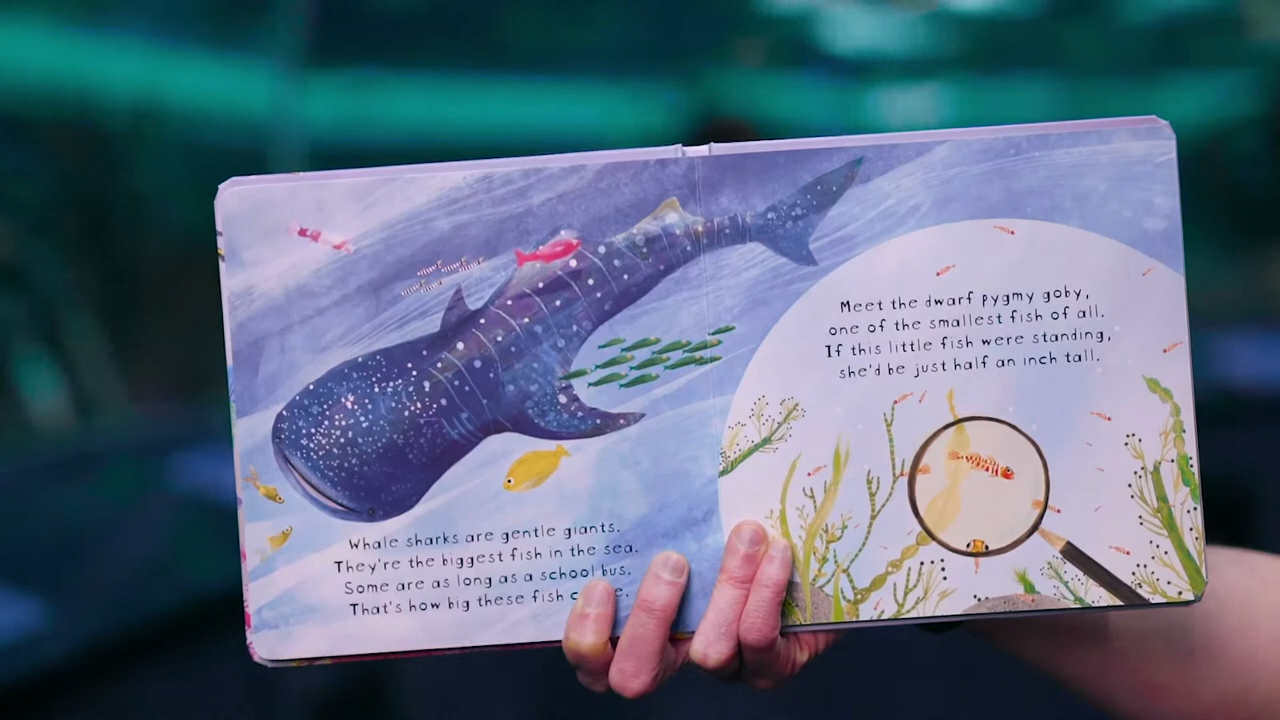 Whale sharks are gentle giants.
They're the biggest fish in the sea.
Some are as long as a school bus.
That's how big these fish
Meet the dwarf pygmy goby,
one of the smallest fish of all.
If this little fish were standing,
she'd be just half an inch tall.